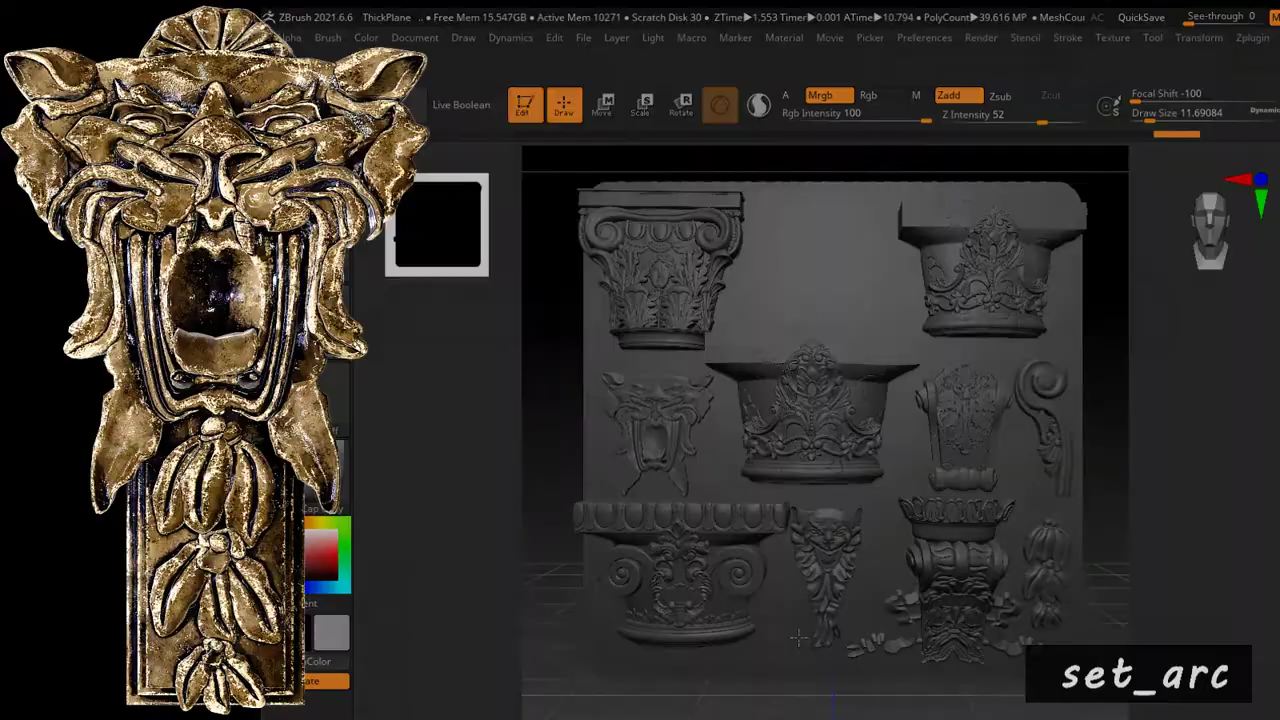 ZBrush 2021.6.6 ThickPlane .. ● Free Mem 15.547GB ● Active Mem 10271 ● Scratch Disk 30 ● ZTime▶1.553 Timer▶0.001 ATime▶10.794 ● PolyCount▶39.616 MP ● MeshCou AC QuickSave See-through 0
lpha Brush Color Document Draw Dynamics Edit File Layer Light Macro Marker Material Movie Picker Preferences Render Stencil Stroke Texture Tool Transform Zplugin
Live Boolean Edit Draw Move Scale Rotate A Mrgb Rgb M Zadd Zsub Zcut Focal Shift -100
Rgb Intensity 100 Z Intensity 52 Draw Size 11.69084 Dynamic
Color
set_arc